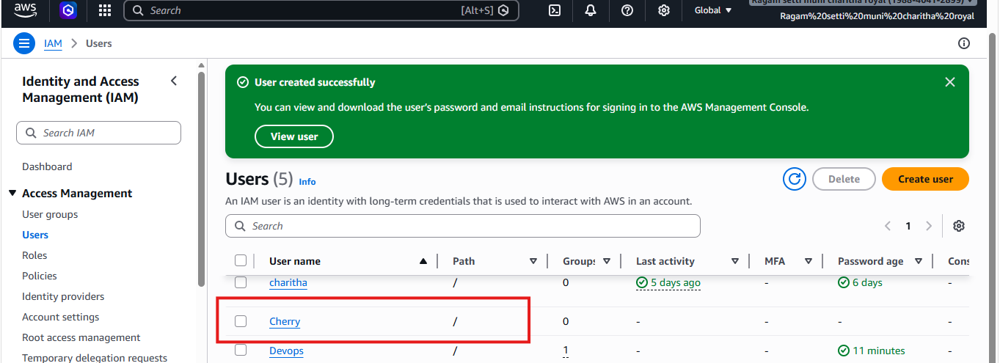 aws
Search [Alt+S]
Global
Ragam setti muni charitha royal (1988-4041-2899)
Ragam%20setti%20muni%20charitha%20royal
IAM > Users
Identity and Access Management (IAM)
Search IAM
Dashboard
Access Management
User groups
Users
Roles
Policies
Identity providers
Account settings
Root access management
Temporary delegation requests
User created successfully
You can view and download the user's password and email instructions for signing in to the AWS Management Console.
View user
Users (5) Info
Delete
Create user
An IAM user is an identity with long-term credentials that is used to interact with AWS in an account.
Search
1
User name Path Groups Last activity MFA Password age Cons
charitha / 0 5 days ago - 6 days -
Cherry / 0 - - - -
Devops / 1 - - 11 minutes -